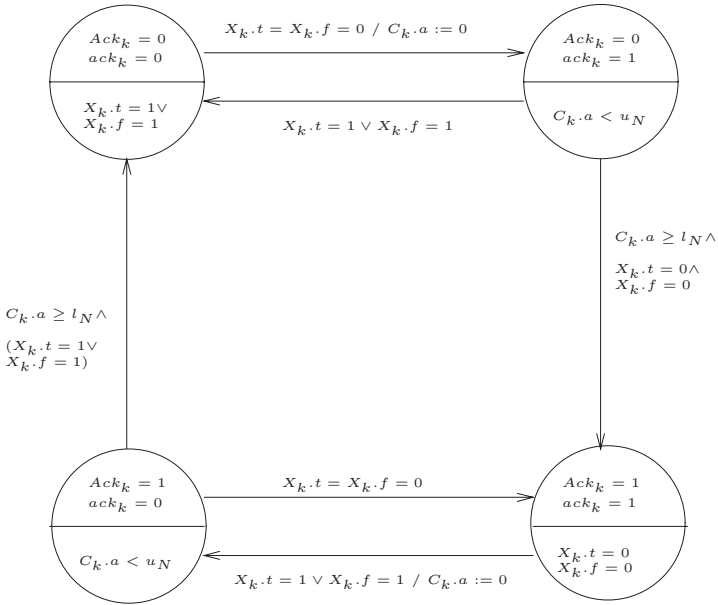 Ack_k = 0
ack_k = 0
X_k.t = 1∨
X_k.f = 1
X_k.t = X_k.f = 0 / C_k.a := 0
X_k.t = 1 ∨ X_k.f = 1
Ack_k = 0
ack_k = 1
C_k.a < u_N
C_k.a ≥ l_N ∧
(X_k.t = 1∨
X_k.f = 1)
C_k.a ≥ l_N ∧
X_k.t = 0∧
X_k.f = 0
Ack_k = 1
ack_k = 0
C_k.a < u_N
X_k.t = X_k.f = 0
X_k.t = 1 ∨ X_k.f = 1 / C_k.a := 0
Ack_k = 1
ack_k = 1
X_k.t = 0
X_k.f = 0